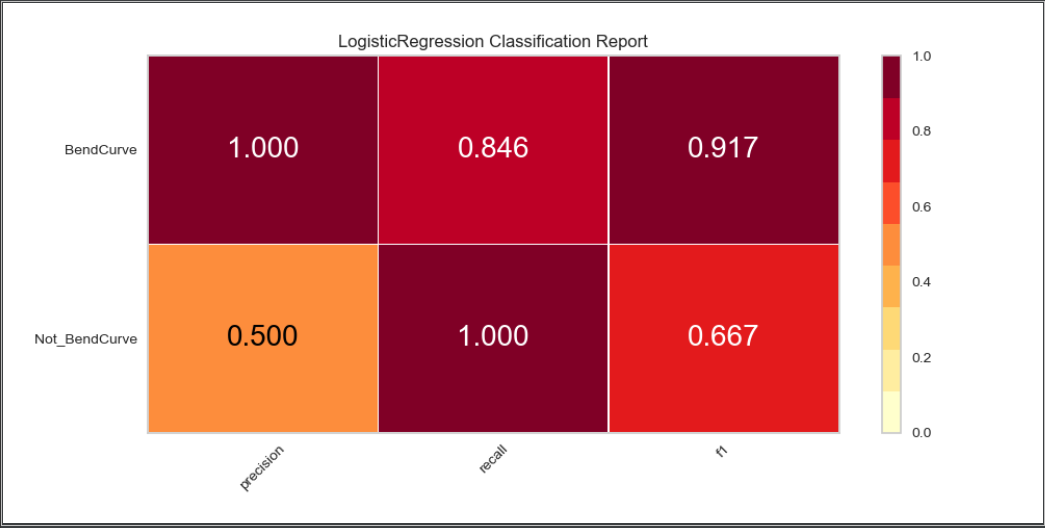 LogisticRegression Classification Report
BendCurve
1.000
0.846
0.917
Not_BendCurve
0.500
1.000
0.667
precision
recall
f1
1.0
0.8
0.6
0.4
0.2
0.0